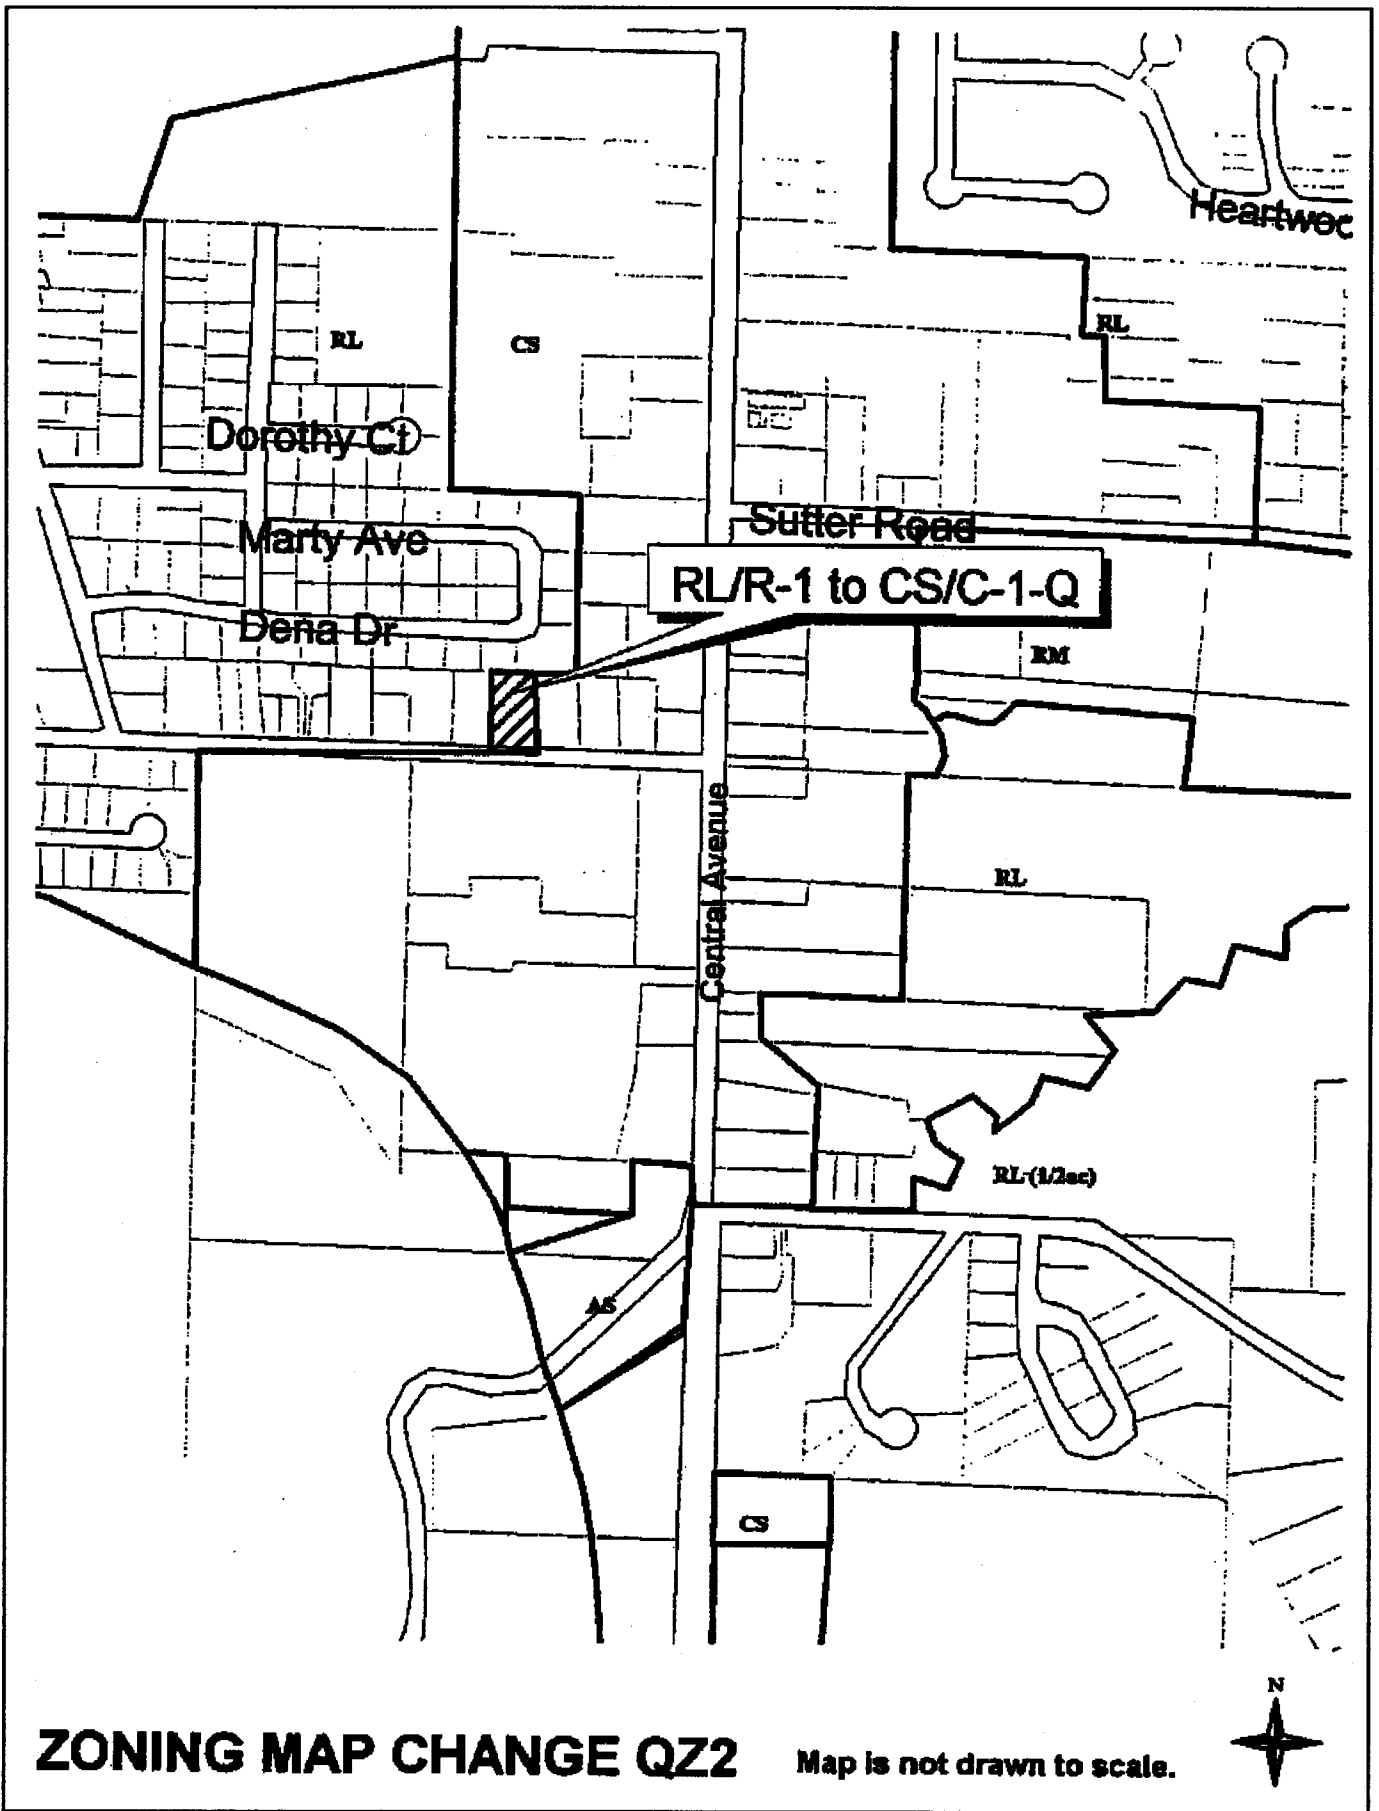 Heartwoo
RL
CS
RL
Dorothy Ct
Marty Ave
Sutter Road
RL/R-1 to CS/C-1-Q
Dena Dr
RM
Central Avenue
RL
RL-(1/2ac)
AS
CS
N
ZONING MAP CHANGE QZ2
Map is not drawn to scale.